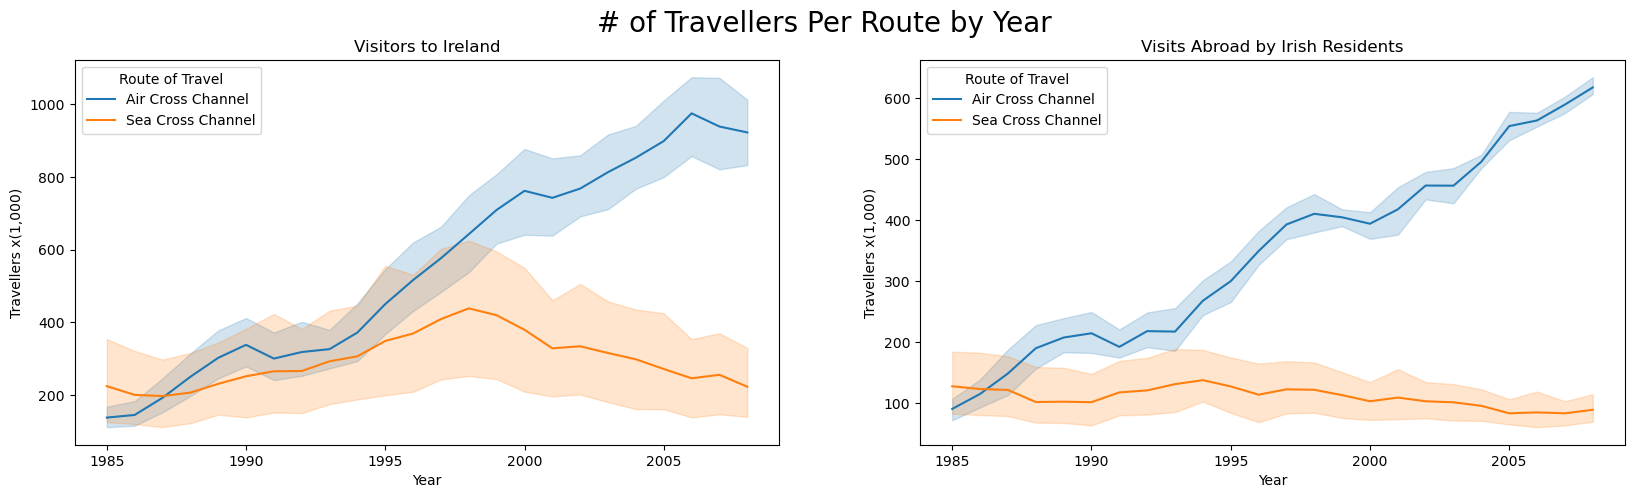 # of Travellers Per Route by Year
Visitors to Ireland
Route of Travel
Air Cross Channel
Sea Cross Channel
1000
800
600
400
200
Travellers x(1,000)
1985
1990
1995
2000
2005
Year
Visits Abroad by Irish Residents
Route of Travel
Air Cross Channel
Sea Cross Channel
600
500
400
300
200
100
Travellers x(1,000)
1985
1990
1995
2000
2005
Year